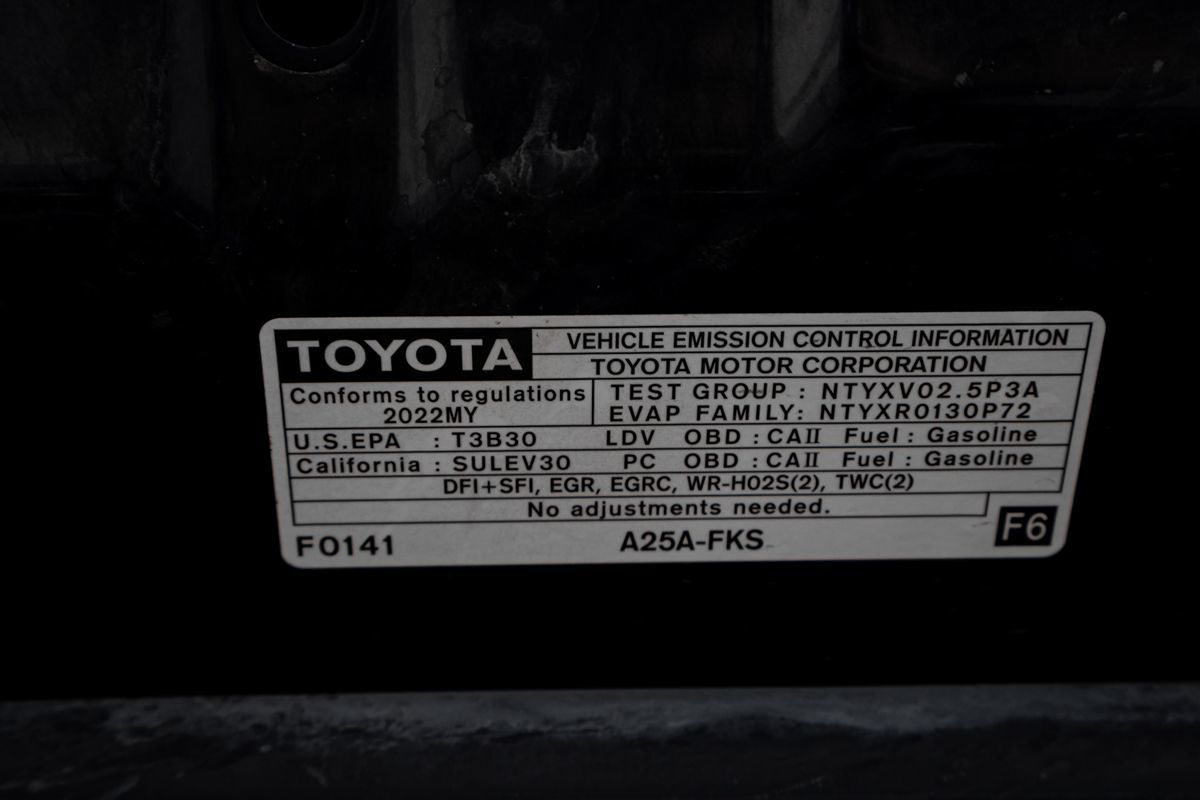 TOYOTA
VEHICLE EMISSION CONTROL INFORMATION
TOYOTA MOTOR CORPORATION
Conforms to regulations
2022MY
TEST GROUP : NTYXV02.5P3A
EVAP FAMILY: NTYXR0130P72
U.S.EPA : T3B30 LDV OBD : CAII Fuel : Gasoline
California : SULEV30 PC OBD : CAII Fuel : Gasoline
DFI+SFI, EGR, EGRC, WR-HO2S(2), TWC(2)
No adjustments needed.
F0141 A25A-FKS F6